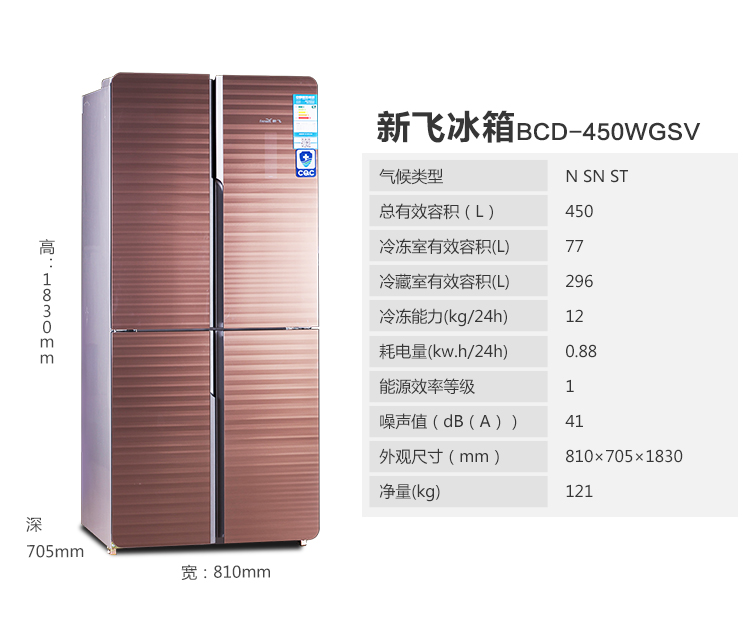 新飞冰箱BCD-450WGSV
气候类型 N SN ST
总有效容积（L） 450
冷冻室有效容积(L) 77
冷藏室有效容积(L) 296
冷冻能力(kg/24h) 12
耗电量(kw.h/24h) 0.88
能源效率等级 1
噪声值（dB（A）） 41
外观尺寸（mm） 810×705×1830
净量(kg) 121
高：1830mm
深
705mm
宽：810mm
新飞
CQC